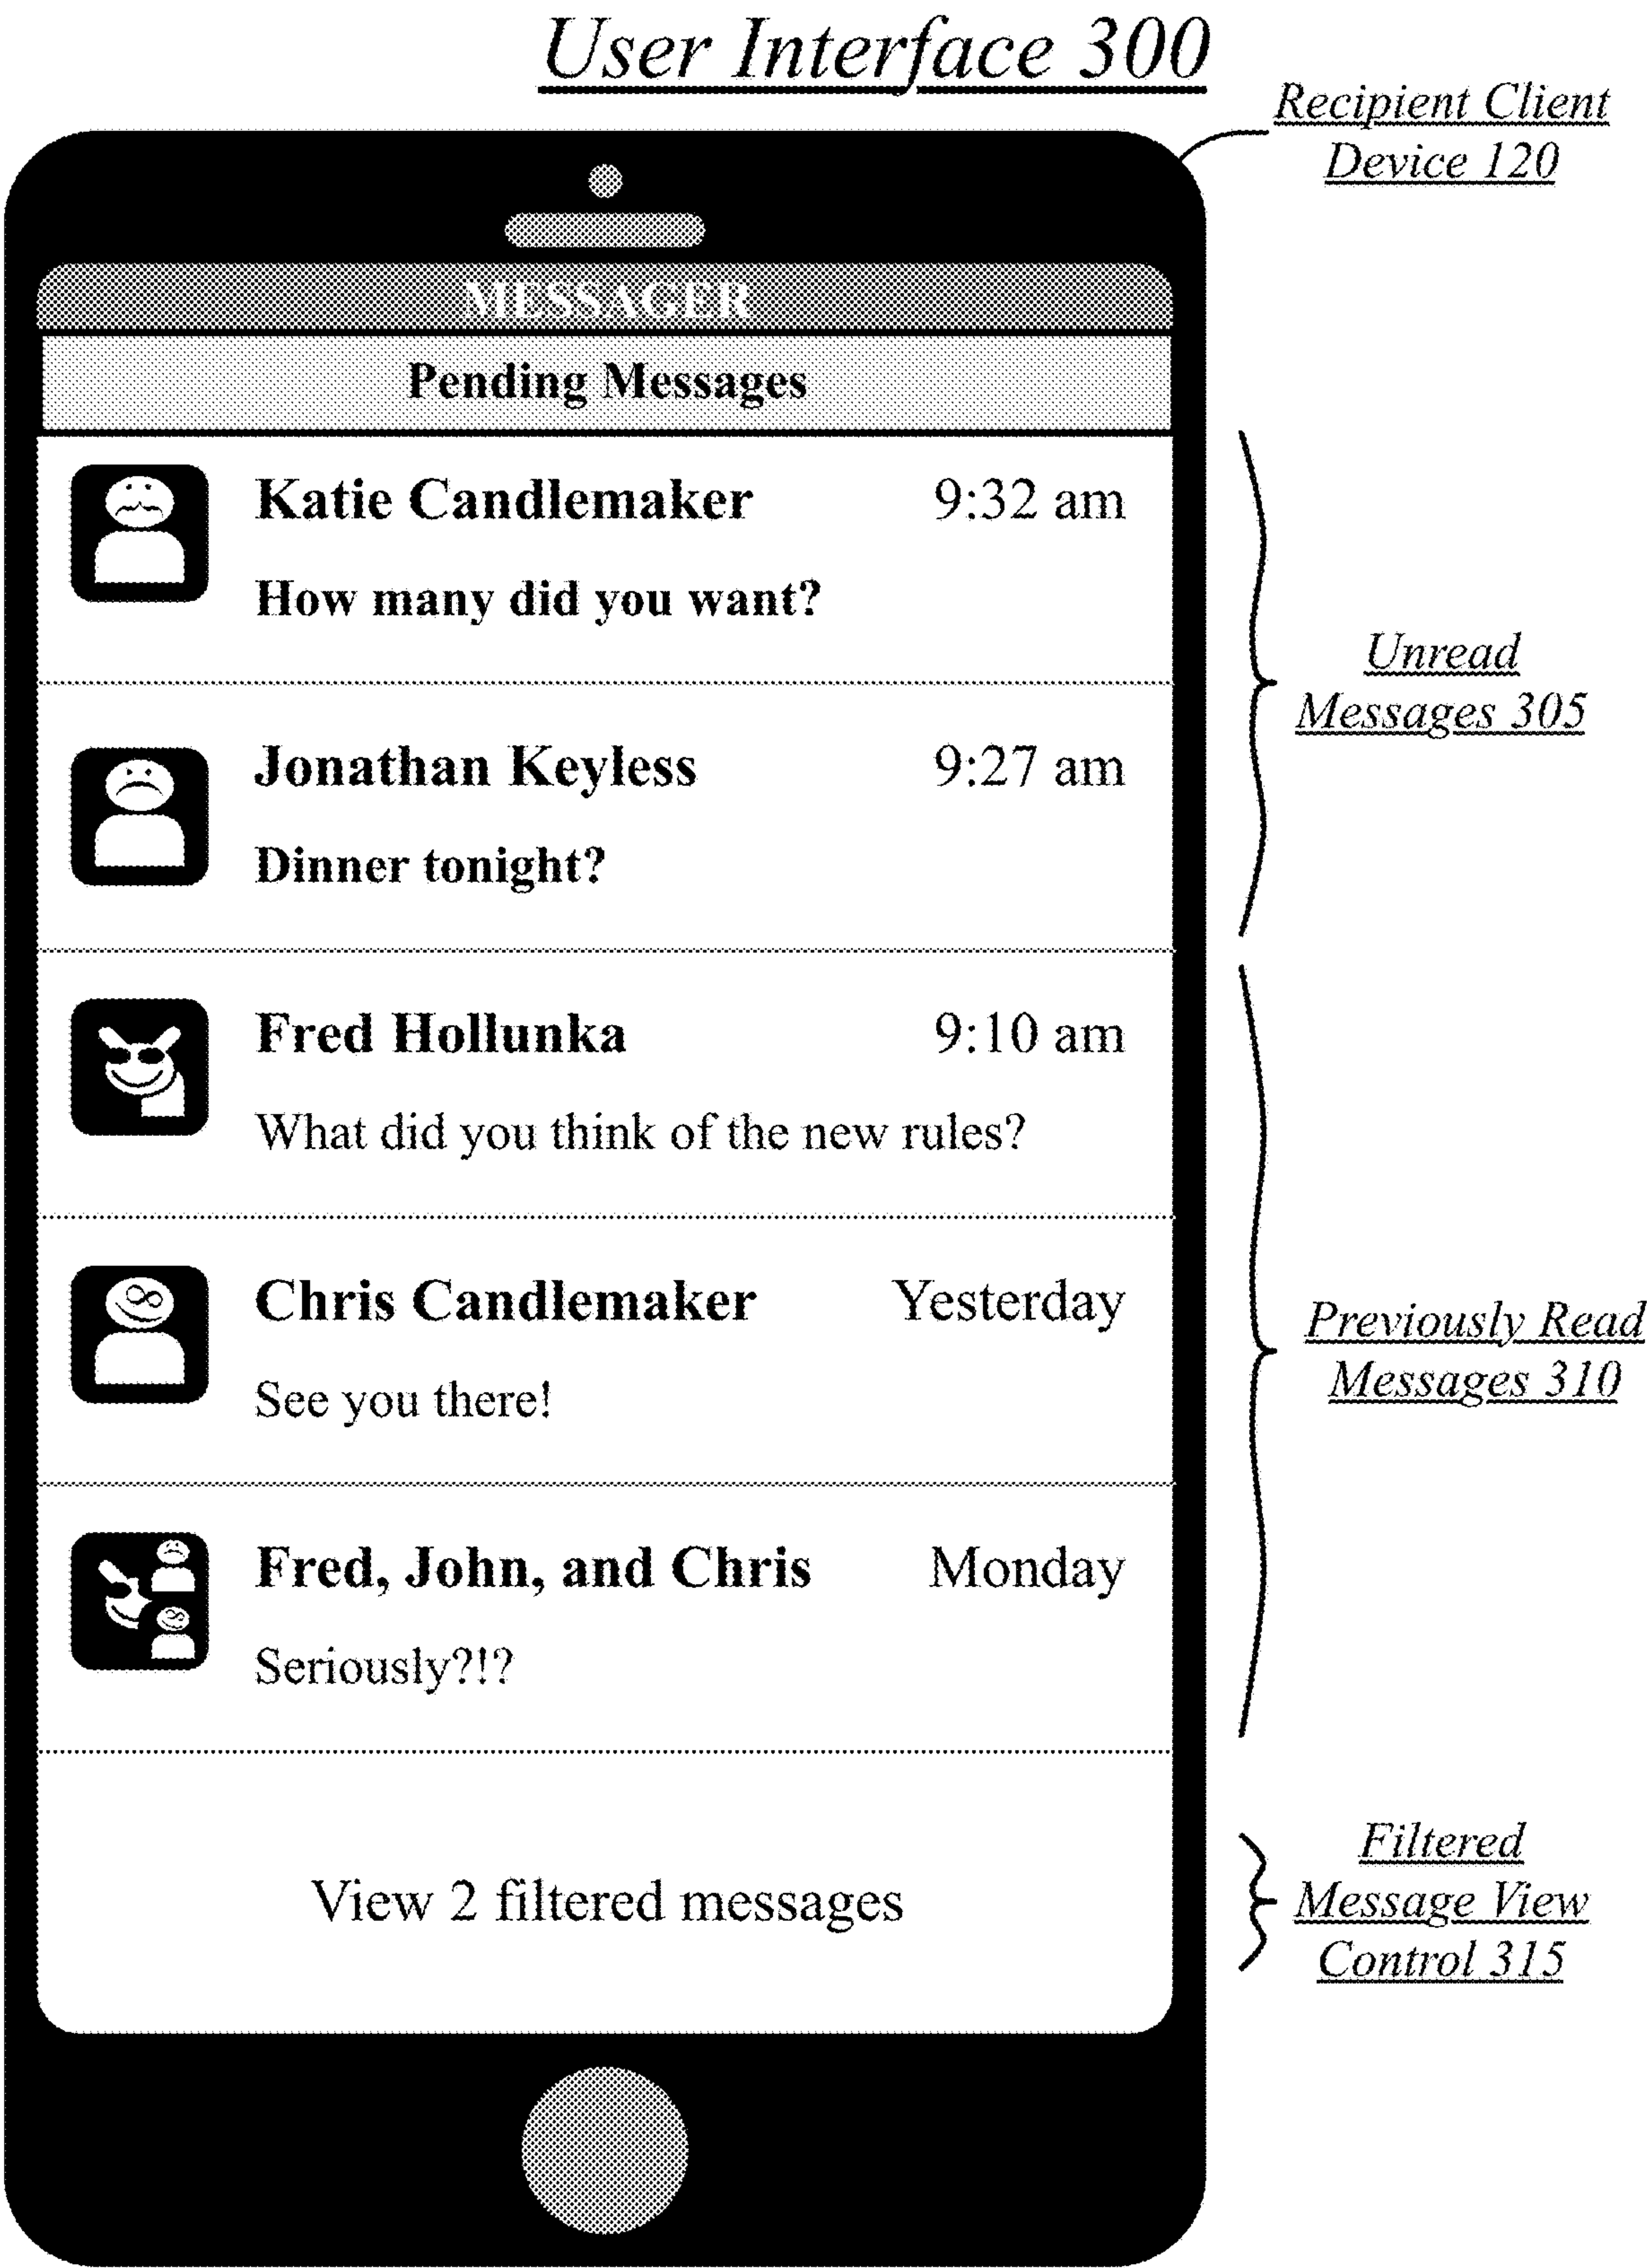 User Interface 300
Recipient Client
Device 120
MESSAGER
Pending Messages
Katie Candlemaker 9:32 am
How many did you want?
Unread
Messages 305
Jonathan Keyless 9:27 am
Dinner tonight?
Fred Hollunka 9:10 am
What did you think of the new rules?
Chris Candlemaker Yesterday
See you there!
Previously Read
Messages 310
Fred, John, and Chris Monday
Seriously?!?
View 2 filtered messages
Filtered
Message View
Control 315